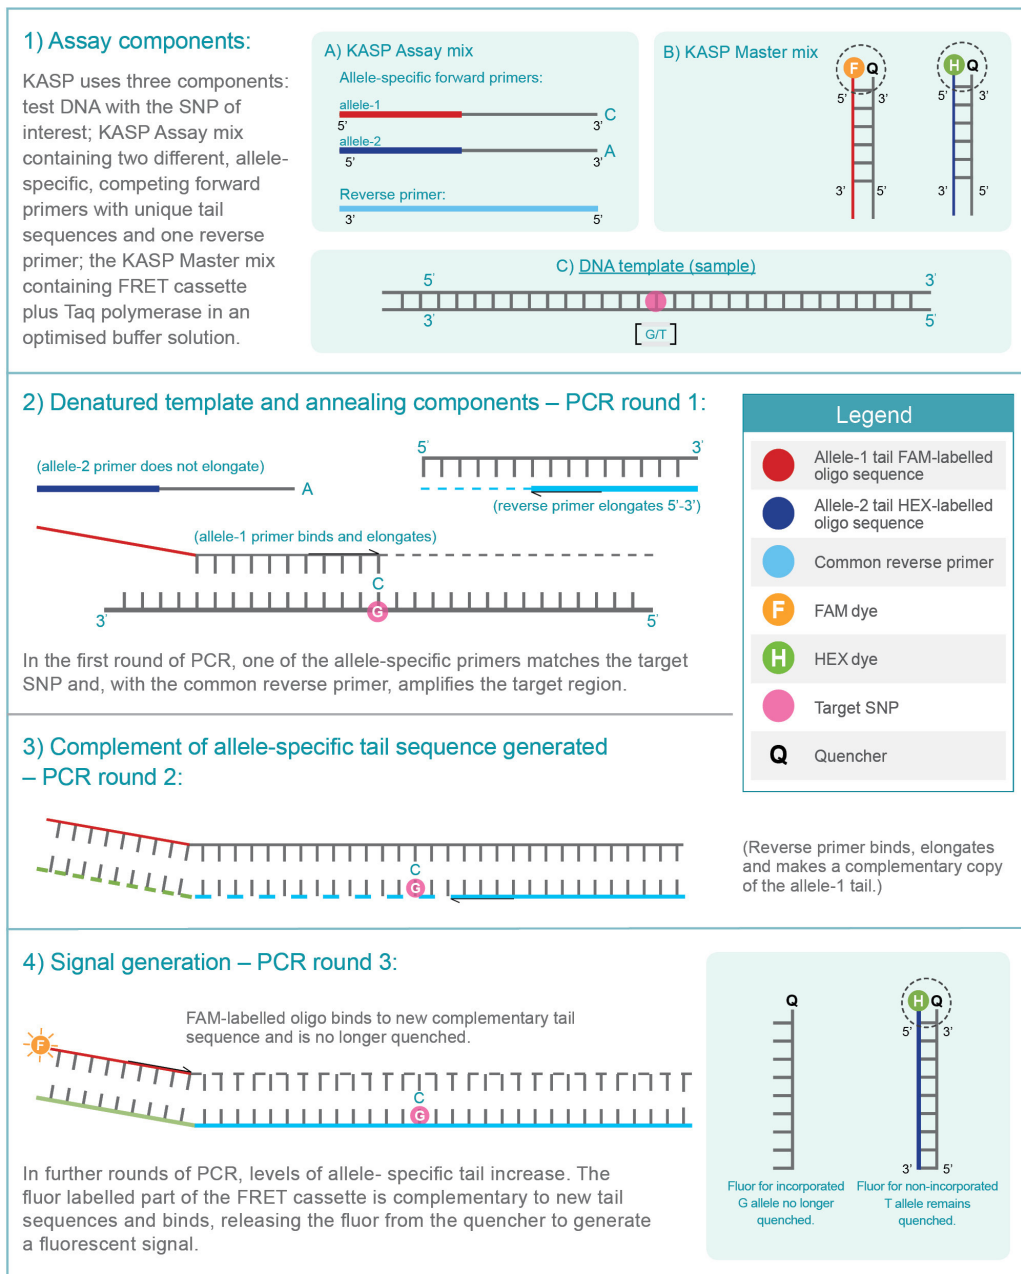 1) Assay components:
KASP uses three components:
test DNA with the SNP of
interest; KASP Assay mix
containing two different, allele-
specific, competing forward
primers with unique tail
sequences and one reverse
primer; the KASP Master mix
containing FRET cassette
plus Taq polymerase in an
optimised buffer solution.
A) KASP Assay mix
Allele-specific forward primers:
allele-1
C
5’ 3’
allele-2
A
5’ 3’
Reverse primer:
3’ 5’
B) KASP Master mix
F Q H Q
5’ 3’ 5’ 3’
3’ 5’ 3’ 5’
C) DNA template (sample)
5’ 3’
3’ 5’
[G/T]
2) Denatured template and annealing components – PCR round 1:
(allele-2 primer does not elongate)
A
5’ 3’
(reverse primer elongates 5’-3’)
(allele-1 primer binds and elongates)
C
G
3’ 5’
In the first round of PCR, one of the allele-specific primers matches the target
SNP and, with the common reverse primer, amplifies the target region.
Legend
Allele-1 tail FAM-labelled
oligo sequence
Allele-2 tail HEX-labelled
oligo sequence
Common reverse primer
F FAM dye
H HEX dye
Target SNP
Q Quencher
3) Complement of allele-specific tail sequence generated
– PCR round 2:
C
G
(Reverse primer binds, elongates
and makes a complementary copy
of the allele-1 tail.)
4) Signal generation – PCR round 3:
FAM-labelled oligo binds to new complementary tail
sequence and is no longer quenched.
F
C
G
In further rounds of PCR, levels of allele- specific tail increase. The
fluor labelled part of the FRET cassette is complementary to new tail
sequences and binds, releasing the fluor from the quencher to generate
a fluorescent signal.
Q H Q
5’ 3’
3’ 5’
Fluor for incorporated
G allele no longer
quenched.
Fluor for non-incorporated
T allele remains
quenched.